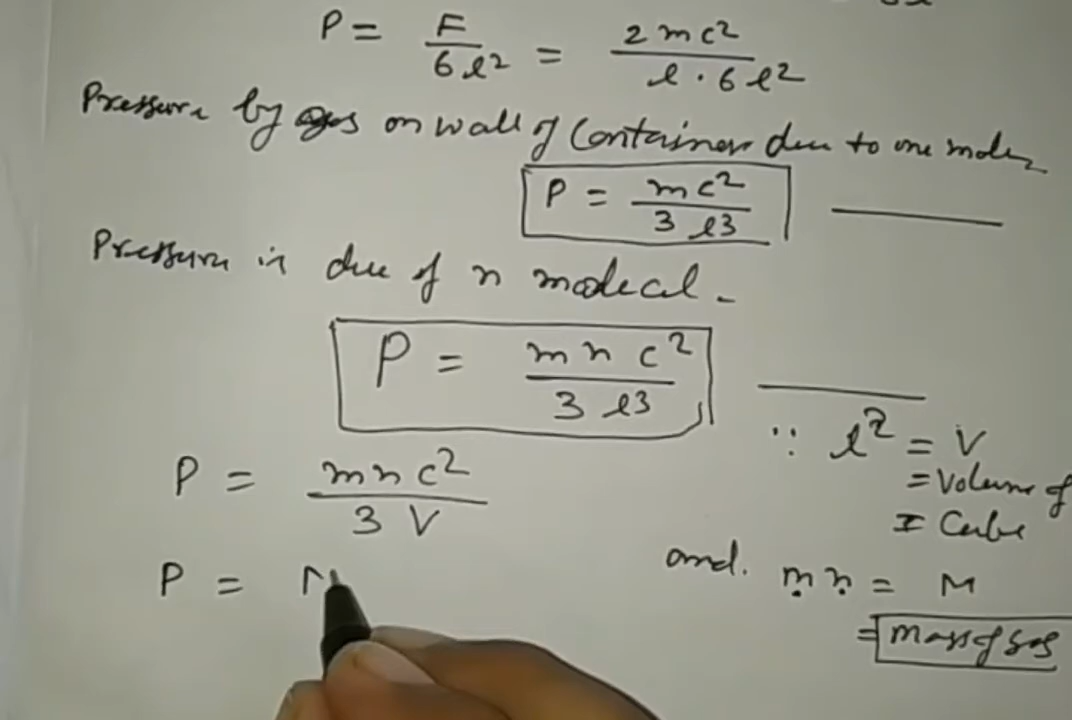 P = F / 6l² = 2mc² / l . 6l²
Pressure by gas on wall of Container due to one
P = mc² / 3l3
Pressure is due of n molecul -
P = mnc² / 3l3
∵ l² = V
P = mnc² / 3V
= Volume of
= Cube
and. mn = M
P = M
= Mass of gas